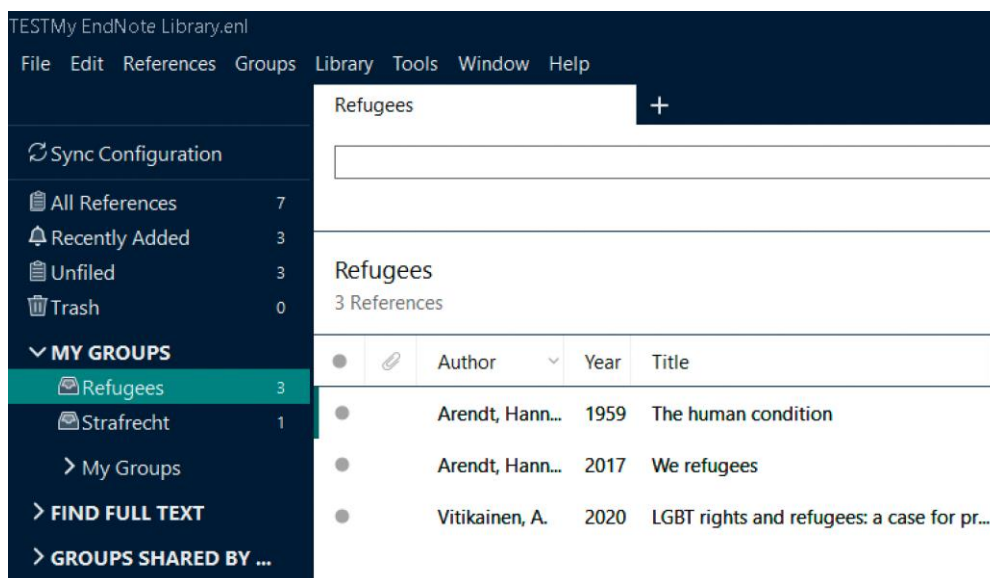 TESTMy EndNote Library.enl
File Edit References Groups Library Tools Window Help
Refugees +
Sync Configuration
All References 7
Recently Added 3
Unfiled 3
Trash 0
MY GROUPS
Refugees 3
Strafrecht 1
My Groups
FIND FULL TEXT
GROUPS SHARED BY ...
Refugees
3 References
Author Year Title
Arendt, Hann... 1959 The human condition
Arendt, Hann... 2017 We refugees
Vitikainen, A. 2020 LGBT rights and refugees: a case for pr...